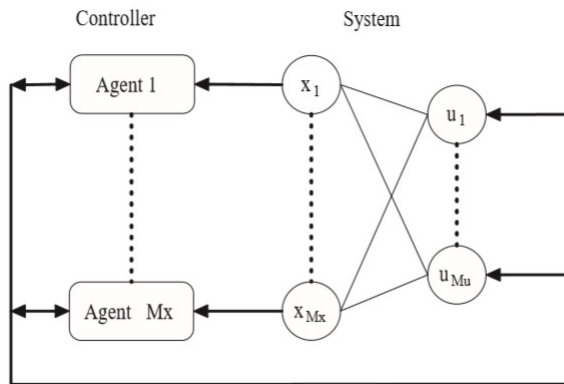 Controller System
Agent 1 x1 u1
Agent Mx xMx uMu